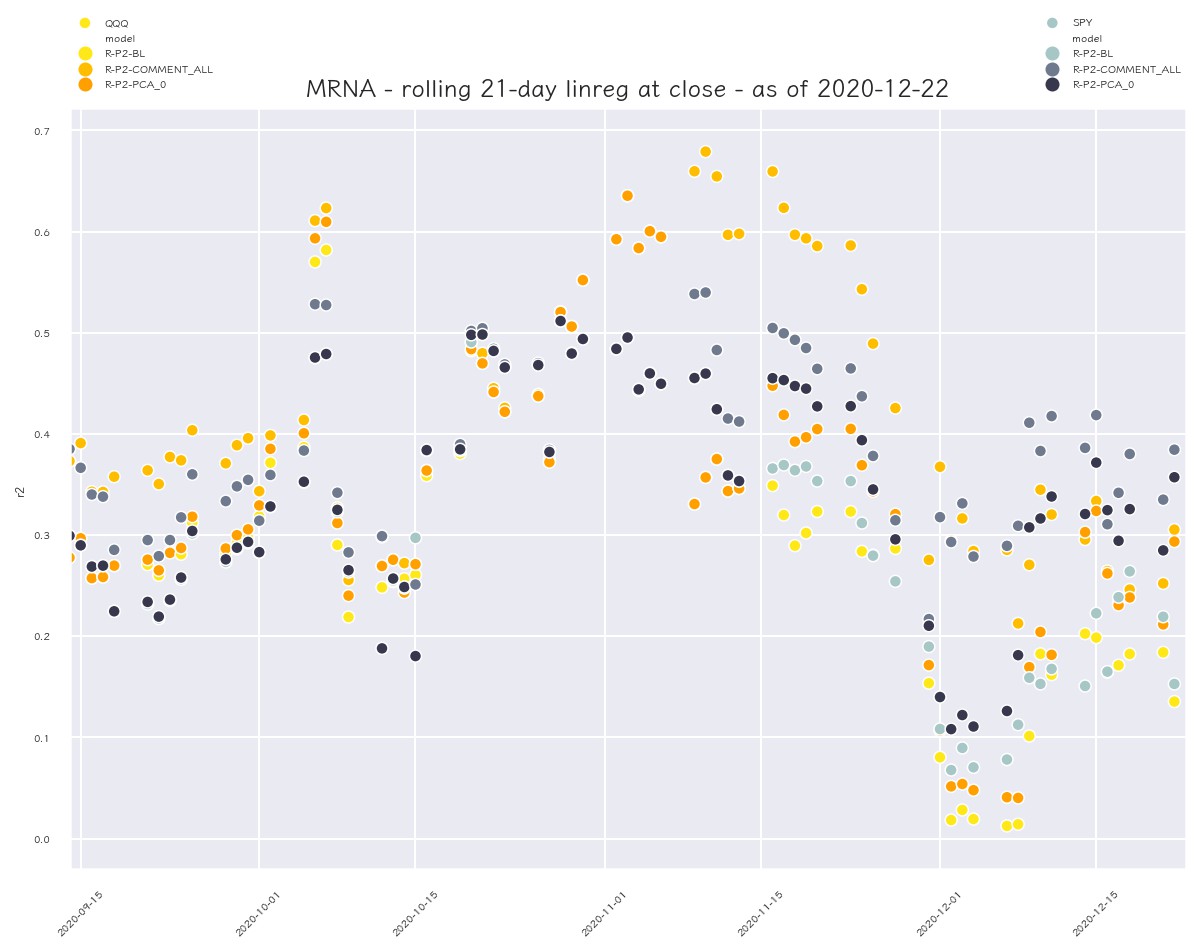 QQQ
model
R-P2-BL
R-P2-COMMENT_ALL
R-P2-PCA_0
SPY
model
R-P2-BL
R-P2-COMMENT_ALL
R-P2-PCA_0
MRNA - rolling 21-day linreg at close - as of 2020-12-22
0.7
0.6
0.5
0.4
0.3
0.2
0.1
0.0
r2
2020-09-15
2020-10-01
2020-10-15
2020-11-01
2020-11-15
2020-12-01
2020-12-15